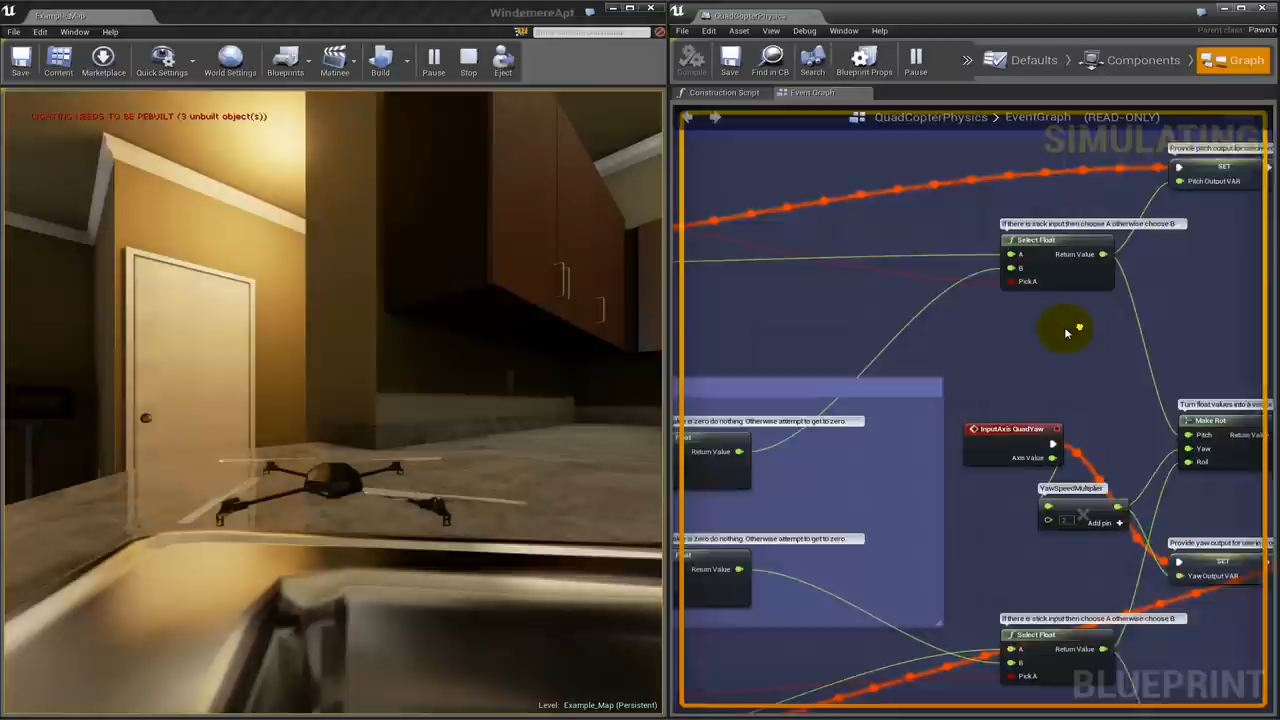 Example_Map
WindemereApt
File Edit Window Help
Save
Content
Marketplace
Quick Settings
World Settings
Blueprints
Matinee
Build
Pause
Stop
Eject
LIGHTING NEEDS TO BE REBUILT (3 unbuilt object(s))
Level: Example_Map (Persistent)
QuadCopterPhysics
File Edit Asset View Debug Window Help
Parent class: Pawn.h
Compile
Save
Find in CB
Search
Blueprint Props
Pause
Defaults
Components
Graph
Construction Script
Event Graph
QuadCopterPhysics > EventGraph (READ-ONLY)
SIMULATING
SET
Pitch Output VAR
If there is stick input then choose A otherwise choose B
Select Float
A Return Value
B
Pick A
Turn float values into a
Make Rot
Pitch Return Value
Yaw
Roll
is zero do nothing. Otherwise attempt to get to zero.
Return Value
InputAxis QuadYaw
Axis Value
YawSpeedMultiplier
Add pin +
is zero do nothing. Otherwise attempt to get to zero.
Return Value
Provide yaw output for
SET
Yaw Output VAR
If there is stick input then choose A otherwise choose B
Select Float
A Return Value
B
Pick A
BLUEPRINT